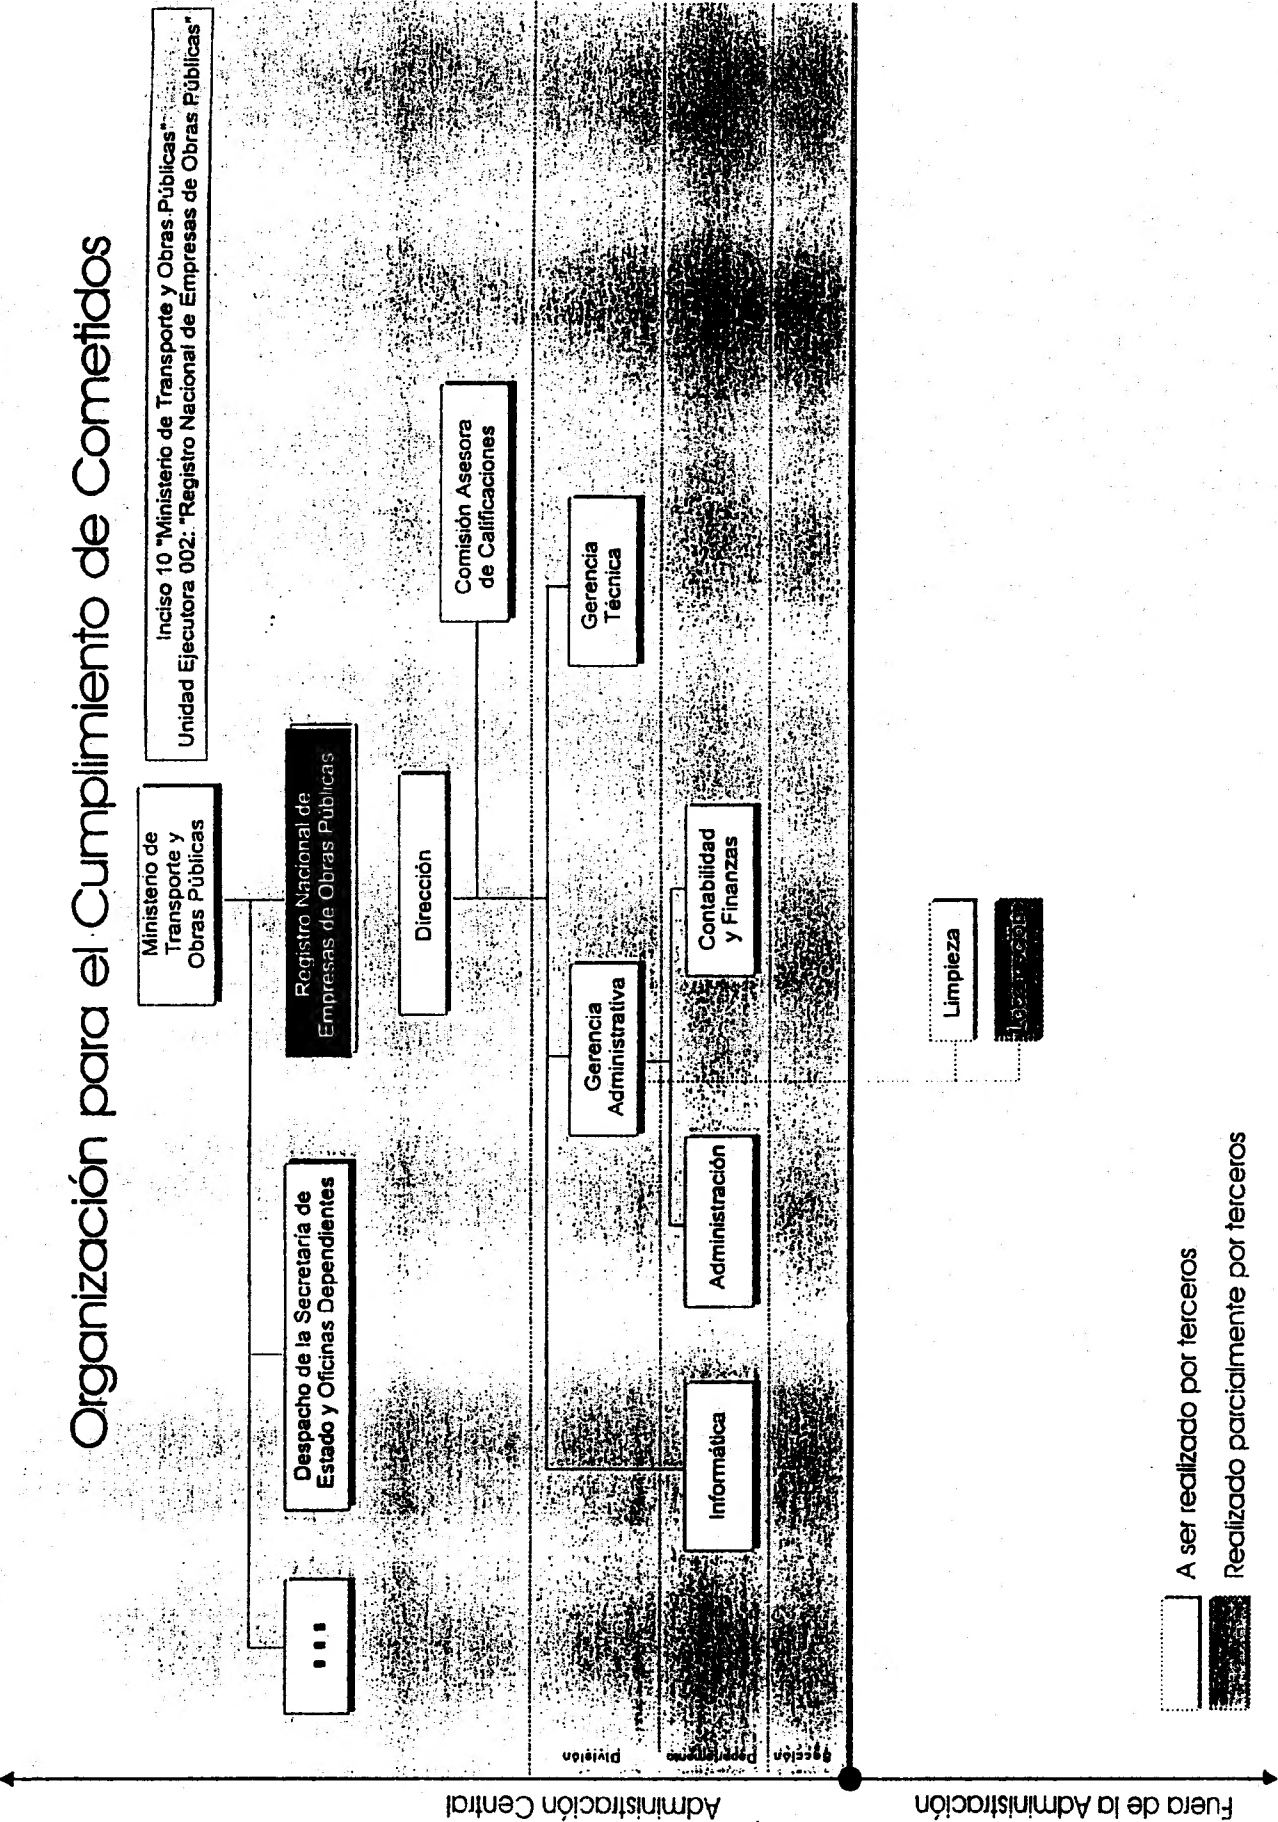 Organización para el Cumplimiento de Cometidos
Inciso 10 "Ministerio de Transporte y Obras Públicas"
Unidad Ejecutora 002: "Registro Nacional de Empresas de Obras Públicas"
Ministerio de
Transporte y
Obras Públicas
Despacho de la Secretaría de
Estado y Oficinas Dependientes
Registro Nacional de
Empresas de Obras Públicas
Dirección
Comisión Asesora
de Calificaciones
Gerencia
Administrativa
Gerencia
Técnica
Informática
Administración
Contabilidad
y Finanzas
Limpieza
Administración Central
División
Departamento
Sección
Fuera de la Administración
A ser realizado por terceros
Realizado parcialmente por terceros